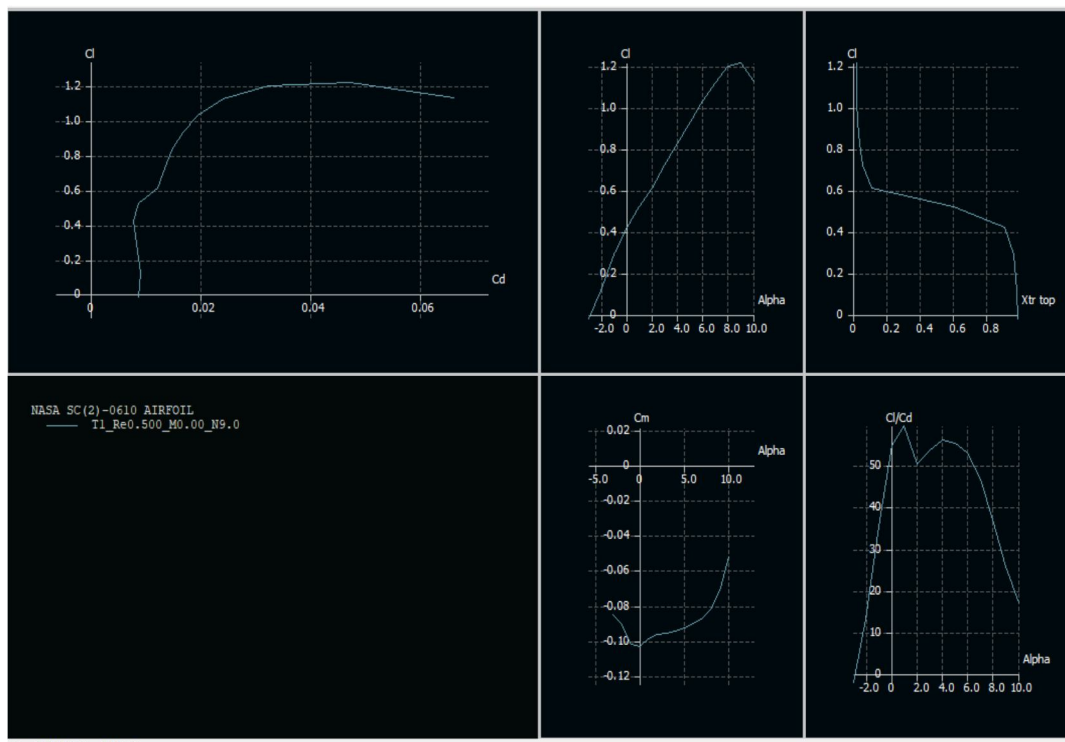 Cl
1.2
1.0
0.8
0.6
0.4
0.2
0
Cd
0 0.02 0.04 0.06
Cl
1.2
1.0
0.8
0.6
0.4
0.2
0
Alpha
-2.0 0 2.0 4.0 6.0 8.0 10.0
Cl
1.2
1.0
0.8
0.6
0.4
0.2
0
Xtr top
0 0.2 0.4 0.6 0.8
NASA SC(2)-0610 AIRFOIL
T1_Re0.500_M0.00_N9.0
Cm
0.02
0
Alpha
-5.0 0 5.0 10.0
-0.02
-0.04
-0.06
-0.08
-0.10
-0.12
Cl/Cd
50
40
30
20
10
0
Alpha
-2.0 0 2.0 4.0 6.0 8.0 10.0